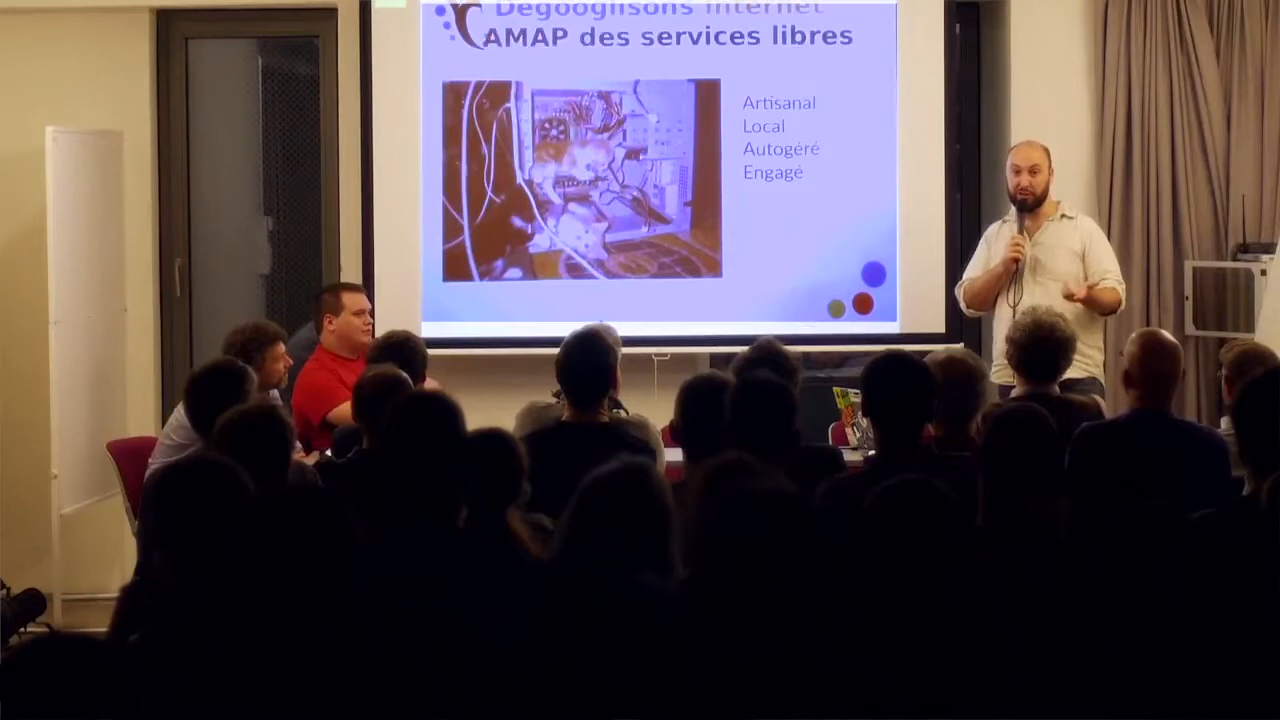 Dégooglisons Internet
AMAP des services libres
Artisanal
Local
Autogéré
Engagé